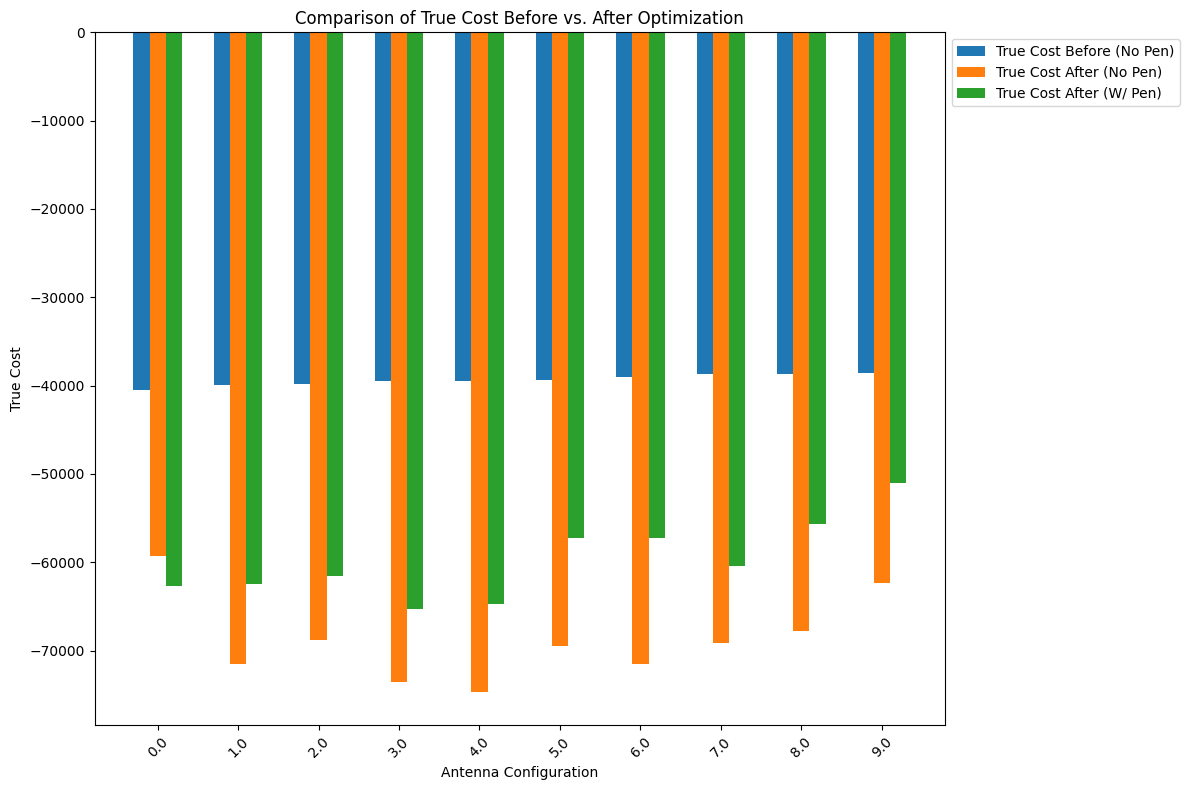 Comparison of True Cost Before vs. After Optimization
True Cost Before (No Pen)
True Cost After (No Pen)
True Cost After (W/ Pen)
0
−10000
−20000
−30000
−40000
−50000
−60000
−70000
True Cost
0.0 1.0 2.0 3.0 4.0 5.0 6.0 7.0 8.0 9.0
Antenna Configuration